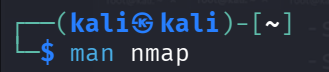 ┌──(kali㉿kali)-[~]
└─$ man nmap